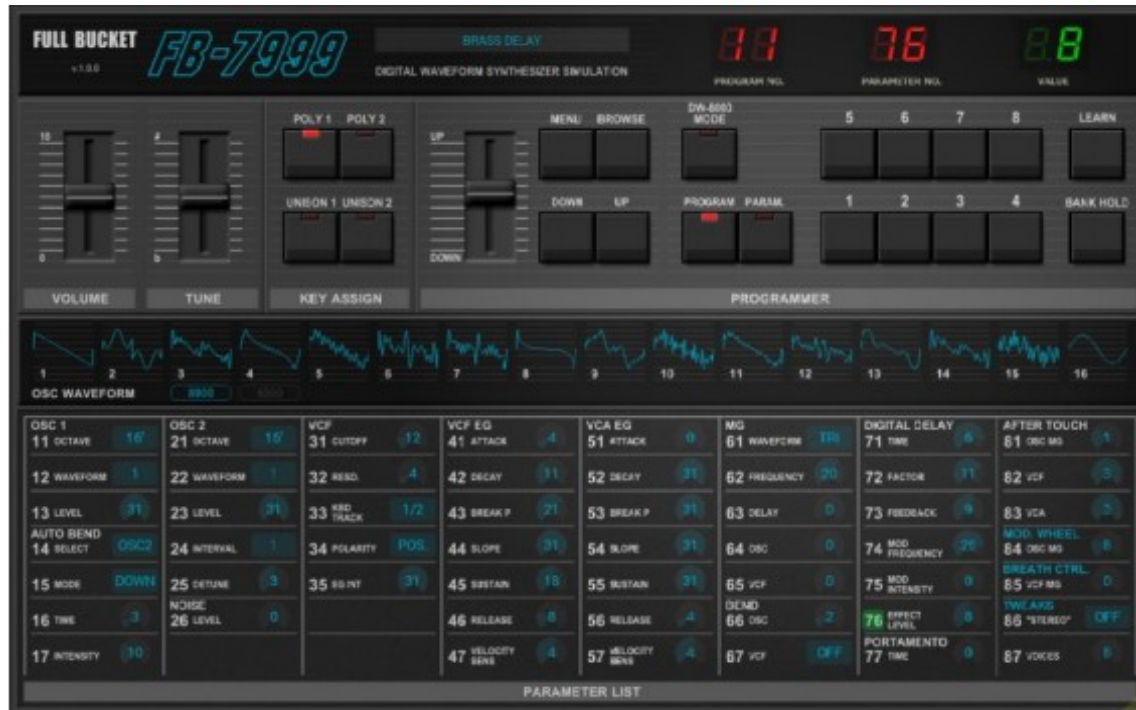 FULL BUCKET
v.1.0.0
FB-7999
BRASS DELAY
DIGITAL WAVEFORM SYNTHESIZER SIMULATION
11
PROGRAM NO.
76
PARAMETER NO.
8
VALUE
POLY 1 POLY 2
UNISON 1 UNISON 2
10
0
#
b
UP
DOWN
MENU BROWSE
DOWN UP
DW-6000 MODE
PROGRAM PARAM.
5 6 7 8
1 2 3 4
LEARN
BANK HOLD
VOLUME TUNE KEY ASSIGN PROGRAMMER
1 2 3 4 5 6 7 8 9 10 11 12 13 14 15 16
OSC WAVEFORM 8000
OSC 1 OSC 2 VCF VCF EG VCA EG MG DIGITAL DELAY AFTER TOUCH
11 OCTAVE 16' 21 OCTAVE 16' 31 CUTOFF 12 41 ATTACK 4 51 ATTACK 0 61 WAVEFORM TRI 71 TIME 6 81 OSC MG 1
12 WAVEFORM 1 22 WAVEFORM 1 32 RESO. 4 42 DECAY 11 52 DECAY 31 62 FREQUENCY 20 72 FACTOR 11 82 VCF 3
13 LEVEL 31 23 LEVEL 31 33 KBD TRACK 1/2 43 BREAK P 21 53 BREAK P 31 63 DELAY 0 73 FEEDBACK 9 83 VCA 3
AUTO BEND MOD. WHEEL
14 SELECT OSC2 24 INTERVAL 1 34 POLARITY POS. 44 SLOPE 31 54 SLOPE 31 64 OSC 0 74 MOD FREQUENCY 26 84 OSC MG 8
BREATH CTRL.
15 MODE DOWN 25 DETUNE 3 35 EG INT 31 45 SUSTAIN 18 55 SUSTAIN 31 65 VCF 0 75 MOD INTENSITY 0 85 VCF MG 0
NOISE BEND TWEAKS
16 TIME 3 26 LEVEL 0 46 RELEASE 8 56 RELEASE 4 66 OSC 2 76 EFFECT LEVEL 8 86 "STEREO" OFF
PORTAMENTO
17 INTENSITY 10 47 VELOCITY SENS 4 57 VELOCITY SENS 4 67 VCF OFF 77 TIME 0 87 VOICES 6
PARAMETER LIST